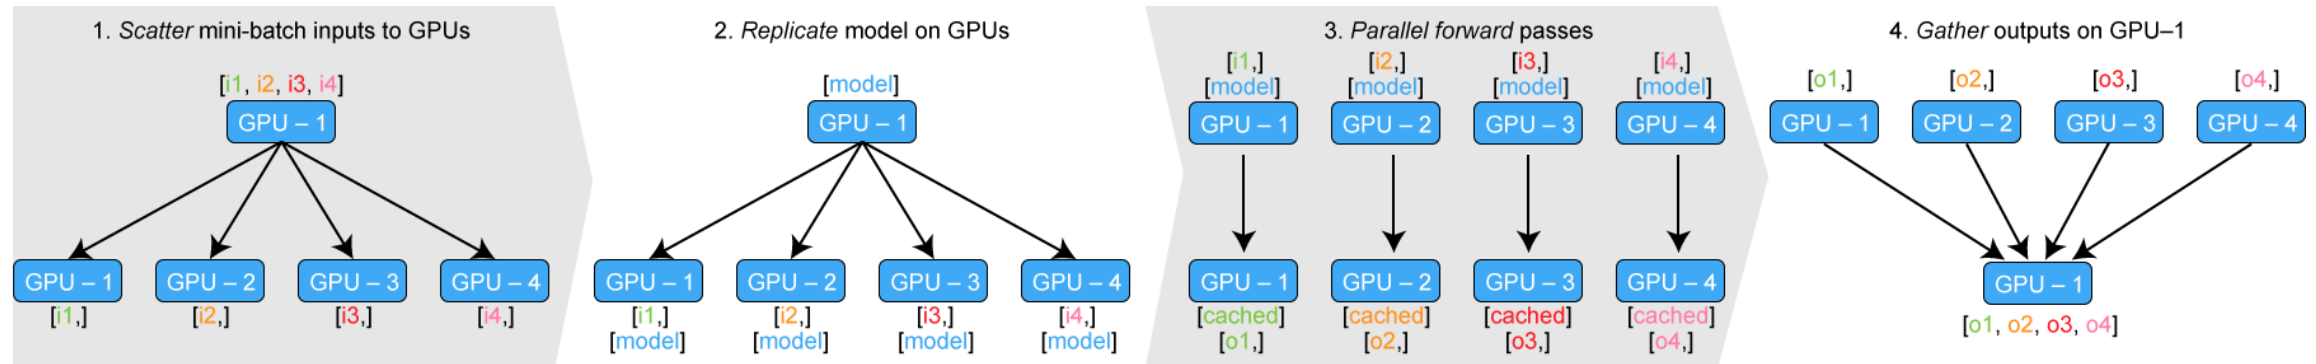 1. Scatter mini-batch inputs to GPUs
[i1, i2, i3, i4]
GPU – 1
GPU – 1 GPU – 2 GPU – 3 GPU – 4
[i1,] [i2,] [i3,] [i4,]
2. Replicate model on GPUs
[model]
GPU – 1
GPU – 1 GPU – 2 GPU – 3 GPU – 4
[i1,] [i2,] [i3,] [i4,]
[model] [model] [model] [model]
3. Parallel forward passes
[i1,] [i2,] [i3,] [i4,]
[model] [model] [model] [model]
GPU – 1 GPU – 2 GPU – 3 GPU – 4
GPU – 1 GPU – 2 GPU – 3 GPU – 4
[cached] [cached] [cached] [cached]
[o1,] [o2,] [o3,] [o4,]
4. Gather outputs on GPU–1
[o1,] [o2,] [o3,] [o4,]
GPU – 1 GPU – 2 GPU – 3 GPU – 4
GPU – 1
[o1, o2, o3, o4]